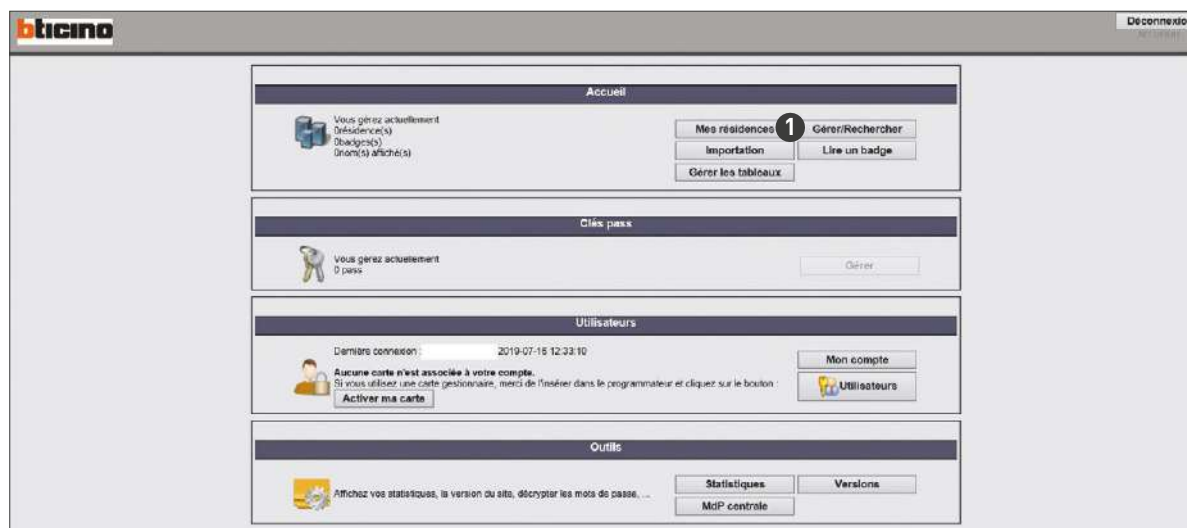 bticino
Déconnexio
Accueil
Vous gérez actuellement
0résidence(s)
0badges(s)
0nom(s) affiché(s)
Mes résidences
1
Gérer/Rechercher
Importation
Lire un badge
Gérer les tableaux
Clés pass
Vous gérez actuellement
0 pass
Gérer
Utilisateurs
Dernière connexion : 2019-07-15 12:33:10
Aucune carte n'est associée à votre compte.
Si vous utilisez une carte gestionnaire, merci de l'insérer dans le programmateur et cliquez sur le bouton :
Activer ma carte
Mon compte
Utilisateurs
Outils
Affichez vos statistiques, la version du site, décrypter les mots de passe, ...
Statistiques
Versions
MdP centrale